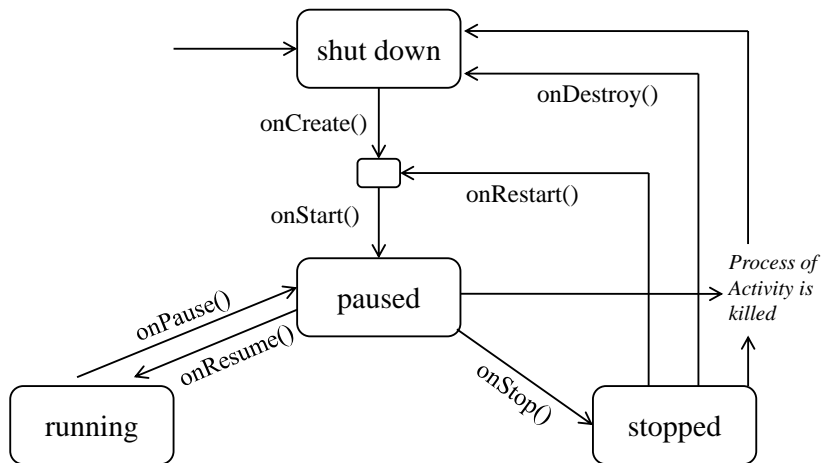 shut down
onDestroy()
onCreate()
onRestart()
onStart()
Process of
Activity is
killed
paused
onPause()
onResume()
onStop()
running
stopped